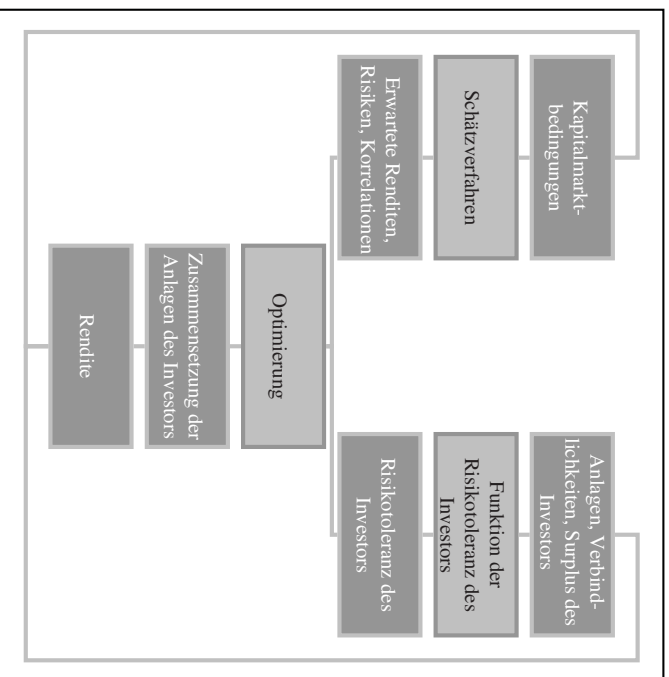 Kapitalmarkt-
bedingungen
Anlagen, Verbind-
lichkeiten, Surplus des
Investors
Schätzverfahren
Funktion der
Risikotoleranz des
Investors
Erwartete Renditen,
Risiken, Korrelationen
Risikotoleranz des
Investors
Optimierung
Zusammensetzung der
Anlagen des Investors
Rendite